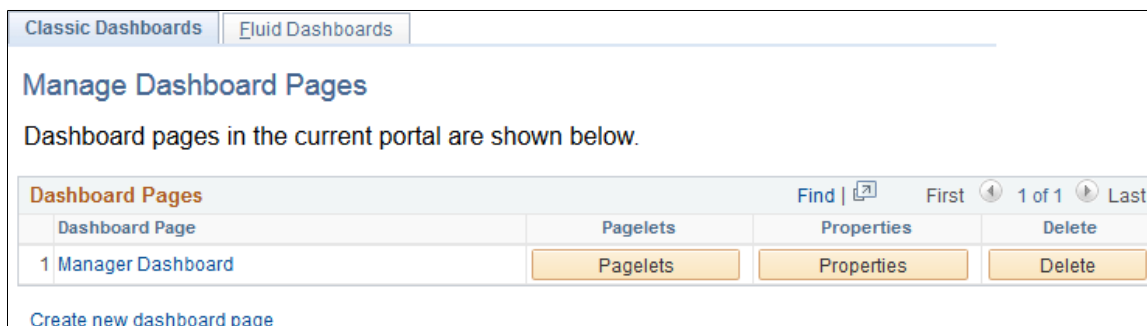 Classic Dashboards Fluid Dashboards
Manage Dashboard Pages
Dashboard pages in the current portal are shown below.
Dashboard Pages Find | First 1 of 1 Last
Dashboard Page Pagelets Properties Delete
1 Manager Dashboard Pagelets Properties Delete
Create new dashboard page